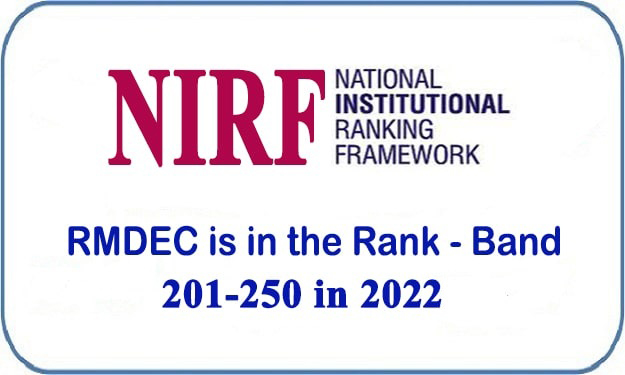 NIRF
NATIONAL
INSTITUTIONAL
RANKING
FRAMEWORK
RMDEC is in the Rank - Band
201-250 in 2022